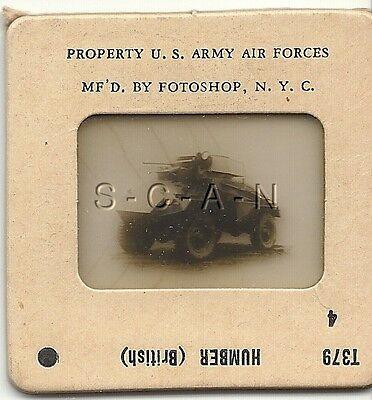 PROPERTY U. S. ARMY AIR FORCES
MF'D. BY FOTOSHOP, N. Y. C.
S-C-A-N
4
T379
HUMBER (British)